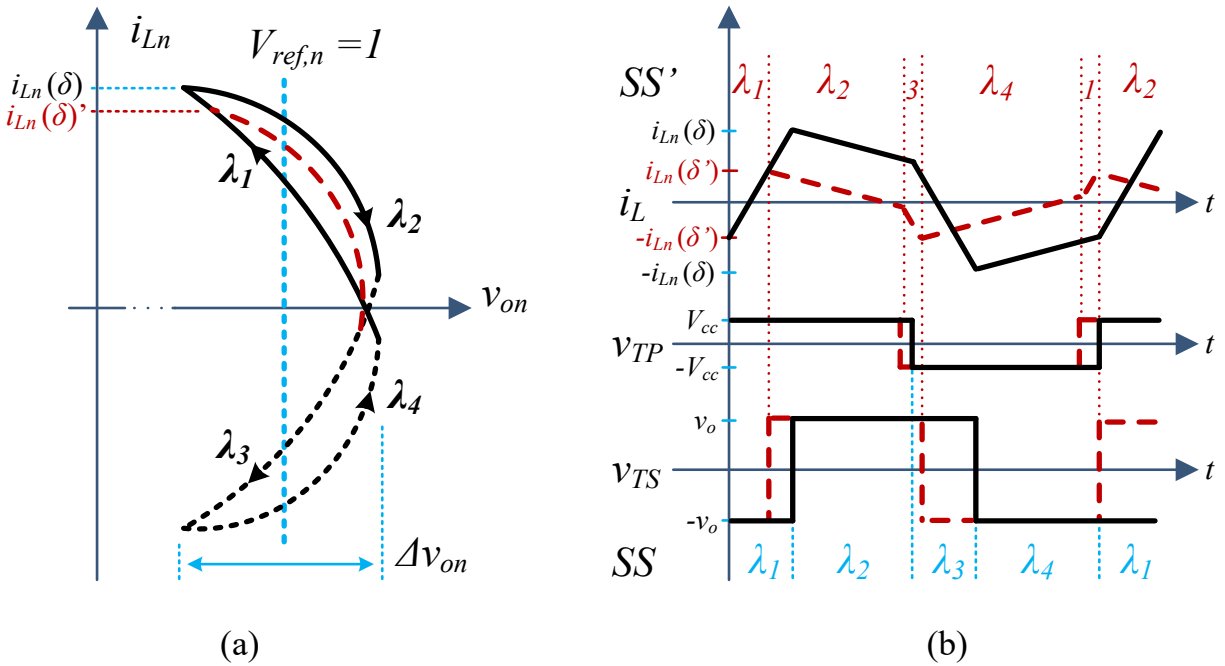 i_Ln
V_ref,n = 1
i_Ln(δ)
i_Ln(δ)'
λ1
λ2
v_on
λ4
λ3
Δv_on
(a)
SS'
λ1
λ2
3
λ4
1
λ2
i_Ln(δ)
i_Ln(δ')
i_L
t
-i_Ln(δ')
-i_Ln(δ)
V_cc
v_TP
t
-V_cc
v_o
v_TS
t
-v_o
SS
λ1
λ2
λ3
λ4
λ1
(b)